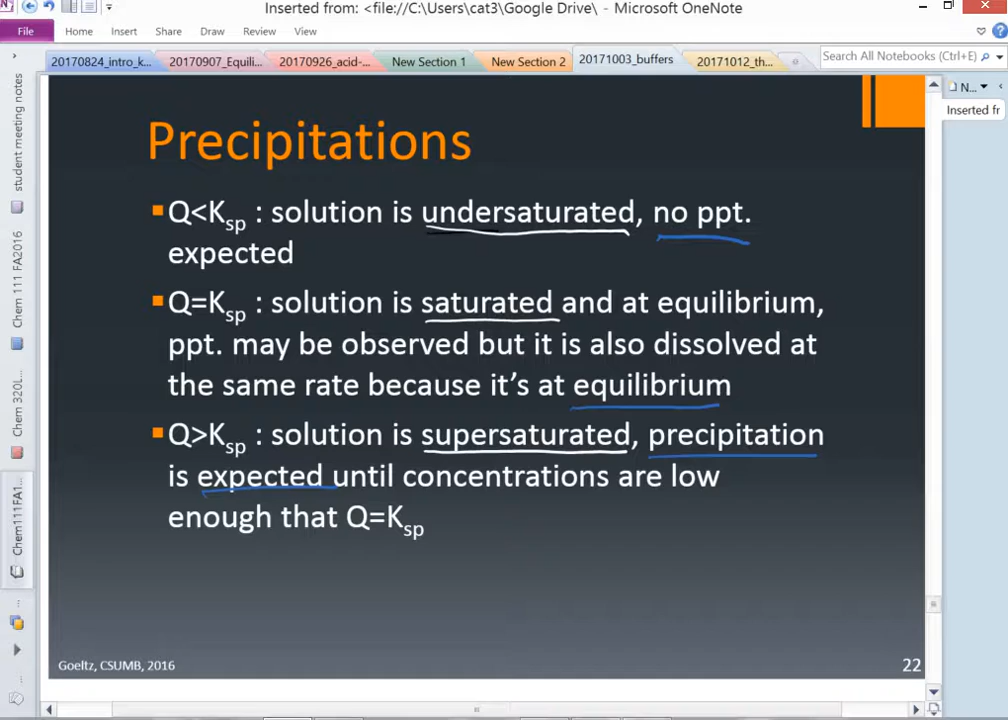 Inserted from: <file://C:\Users\cat3\Google Drive\ - Microsoft OneNote
File Home Insert Share Draw Review View
20170824_intro_k... 20170907_Equili... 20170926_acid-... New Section 1 New Section 2 20171003_buffers 20171012_th... Search All Notebooks (Ctrl+E)
N...
Inserted fr
student meeting notes
Chem 111 FA2016
Chem 320L
Chem111FA1
Precipitations
Q<Ksp : solution is undersaturated, no ppt.
expected
Q=Ksp : solution is saturated and at equilibrium,
ppt. may be observed but it is also dissolved at
the same rate because it's at equilibrium
Q>Ksp : solution is supersaturated, precipitation
is expected until concentrations are low
enough that Q=Ksp
Goeltz, CSUMB, 2016 22